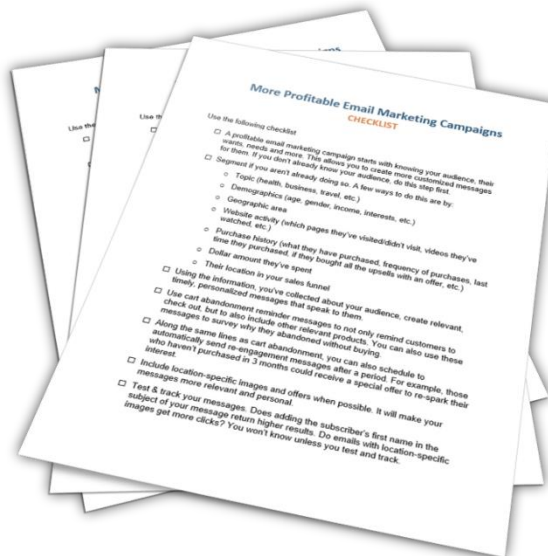 More Profitable Email Marketing Campaigns
CHECKLIST
Use the following checklist
☐ A profitable email marketing campaign starts with knowing your audience, their
wants, needs and more. This allows you to create more customized messages
for them. If you don't already know your audience, do this step first.
☐ Segment if you aren't already doing so. A few ways to do this are by:
o Topic (health, business, travel, etc.)
o Demographics (age, gender, income, interests, etc.)
o Geographic area
o Website activity (which pages they've visited/didn't visit, videos they've
watched, etc.)
o Purchase history (what they have purchased, frequency of purchases, last
time they purchased, if they bought all the upsells with an offer, etc.)
o Dollar amount they've spent
o Their location in your sales funnel
☐ Using the information, you've collected about your audience, create relevant,
timely, personalized messages that speak to them.
☐ Use cart abandonment reminder messages to not only remind customers to
check out, but to also include other relevant products. You can also use these
messages to survey why they abandoned without buying.
☐ Along the same lines as cart abandonment, you can also schedule to
automatically send re-engagement messages after a period. For example, those
who haven't purchased in 3 months could receive a special offer to re-spark their
interest.
☐ Include location-specific images and offers when possible. It will make your
messages more relevant and personal.
☐ Test & track your messages. Does adding the subscriber's first name in the
subject of your message return higher results. Do emails with location-specific
images get more clicks? You won't know unless you test and track.